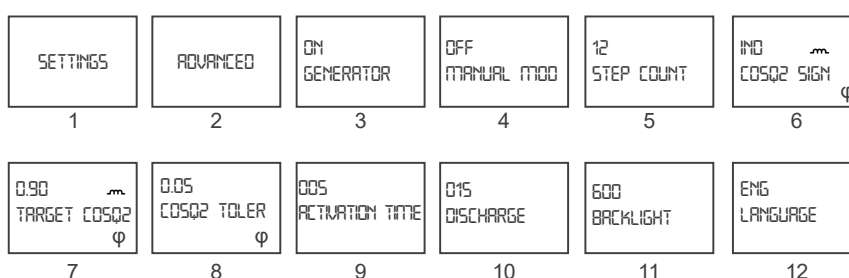 SETTINGS
ADVANCED
ON
GENERATOR
OFF
MANUAL MOD
12
STEP COUNT
IND
COSQ2 SIGN
φ
1
2
3
4
5
6
0.90
TARGET COSQ2
φ
0.05
COSQ2 TOLER
φ
005
ACTIVATION TIME
015
DISCHARGE
600
BACKLIGHT
ENG
LANGUAGE
7
8
9
10
11
12